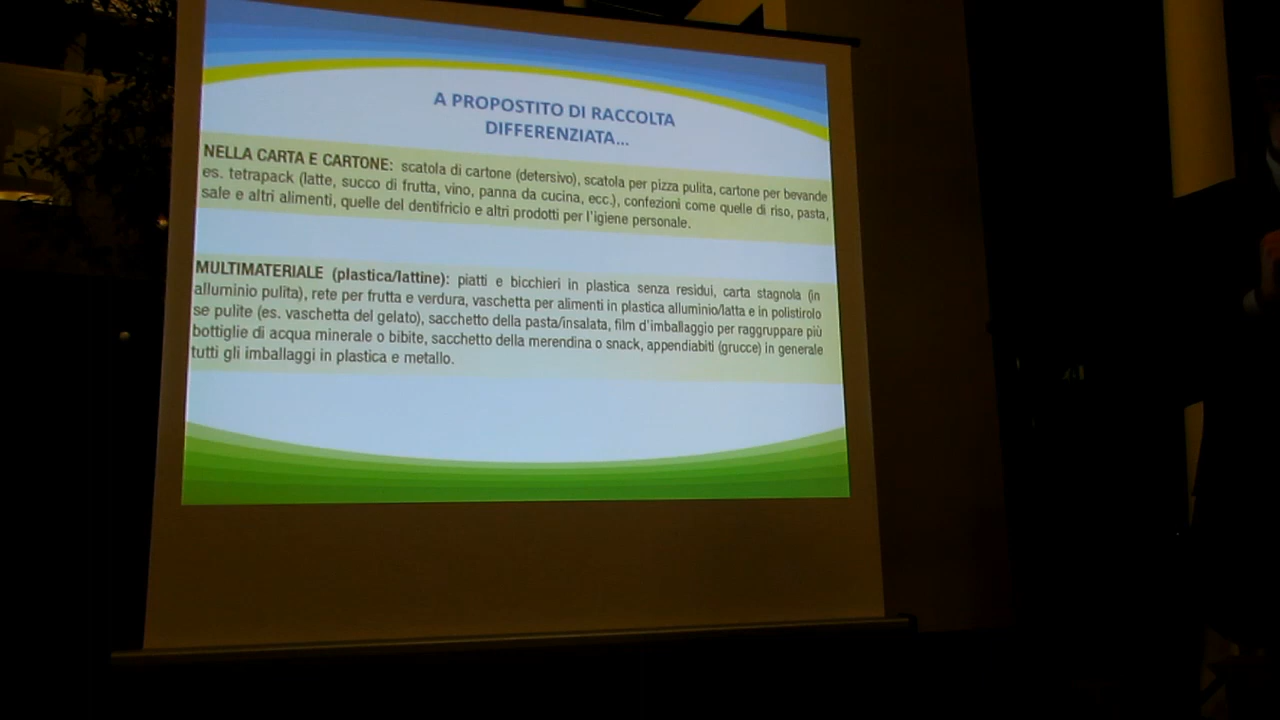 A PROPOSTITO DI RACCOLTA
DIFFERENZIATA...
NELLA CARTA E CARTONE: scatola di cartone (detersivo), scatola per pizza pulita, cartone per bevande
es. tetrapack (latte, succo di frutta, vino, panna da cucina, ecc.), confezioni come quelle di riso, pasta,
sale e altri alimenti, quelle del dentifricio e altri prodotti per l'igiene personale.
MULTIMATERIALE (plastica/lattine): piatti e bicchieri in plastica senza residui, carta stagnola (in
alluminio pulita), rete per frutta e verdura, vaschetta per alimenti in plastica alluminio/latta e in polistirolo
se pulite (es. vaschetta del gelato), sacchetto della pasta/insalata, film d'imballaggio per raggruppare più
bottiglie di acqua minerale o bibite, sacchetto della merendina o snack, appendiabiti (grucce) in generale
tutti gli imballaggi in plastica e metallo.